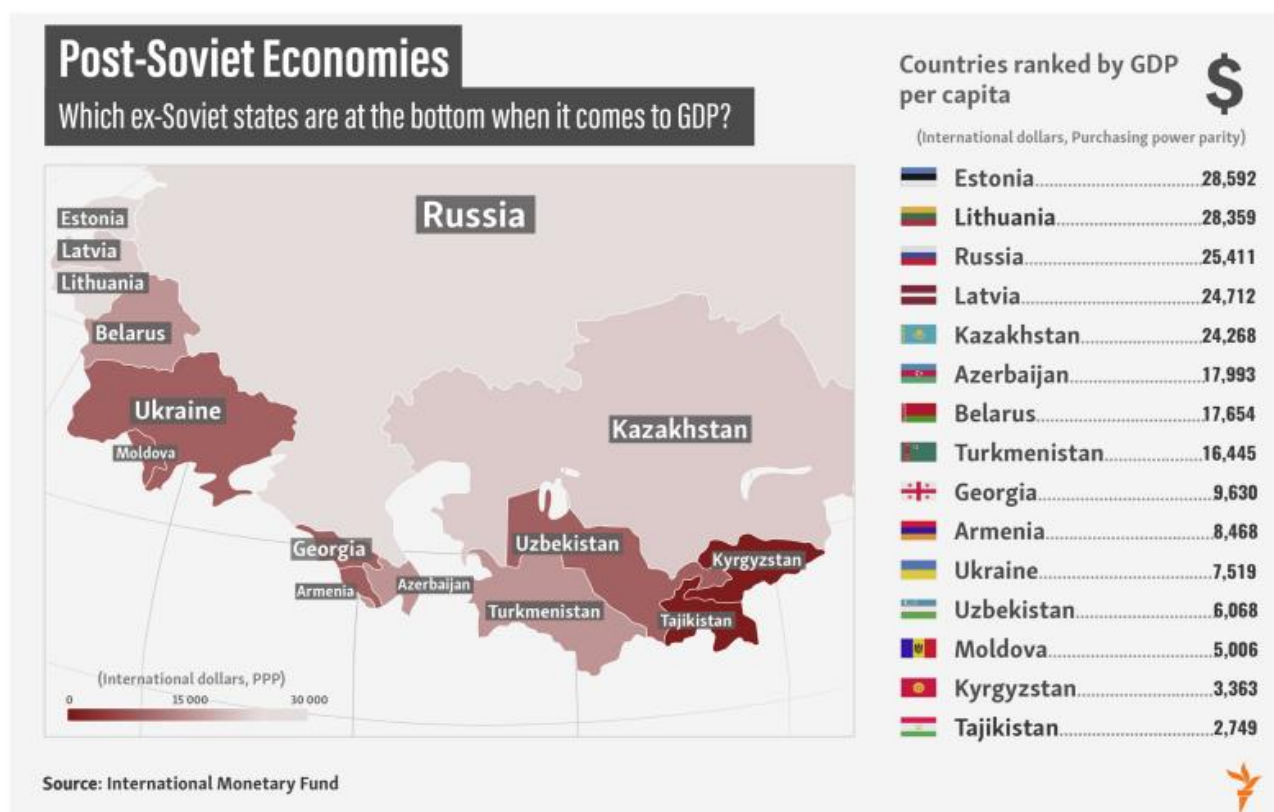 Post-Soviet Economies
Which ex-Soviet states are at the bottom when it comes to GDP?
Russia
Estonia
Latvia
Lithuania
Belarus
Ukraine
Moldova
Kazakhstan
Georgia
Armenia
Azerbaijan
Uzbekistan
Turkmenistan
Kyrgyzstan
Tajikistan
(International dollars, PPP)
0 15 000 30 000
Source: International Monetary Fund
Countries ranked by GDP $
per capita
(International dollars, Purchasing power parity)
Estonia 28,592
Lithuania 28,359
Russia 25,411
Latvia 24,712
Kazakhstan 24,268
Azerbaijan 17,993
Belarus 17,654
Turkmenistan 16,445
Georgia 9,630
Armenia 8,468
Ukraine 7,519
Uzbekistan 6,068
Moldova 5,006
Kyrgyzstan 3,363
Tajikistan 2,749